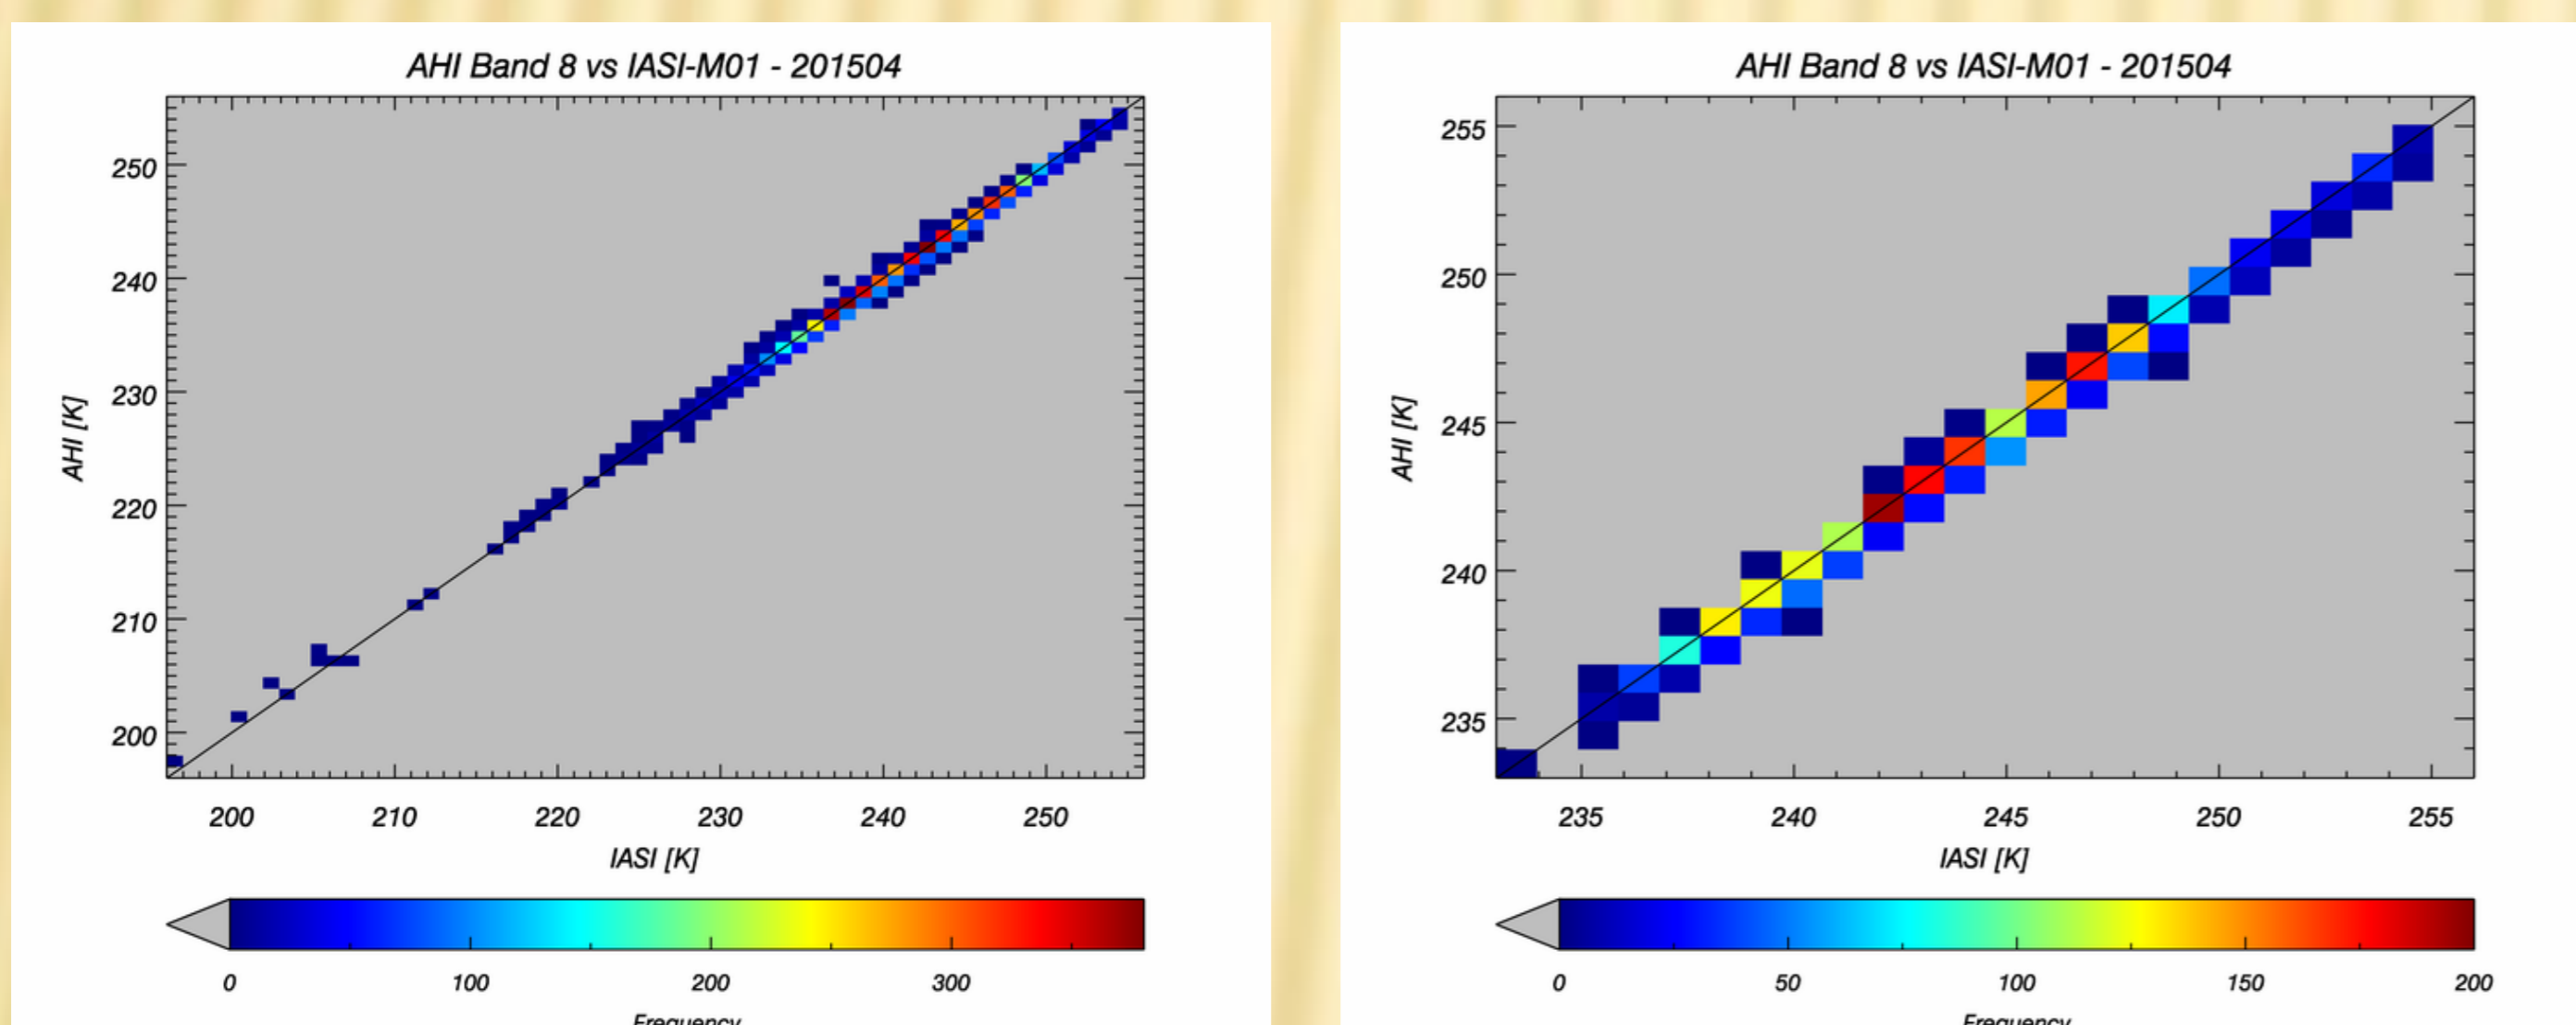 AHI Band 8 vs IASI-M01 - 201504
AHI [K]
250
240
230
220
210
200
200 210 220 230 240 250
IASI [K]
0 100 200 300
Frequency
AHI Band 8 vs IASI-M01 - 201504
AHI [K]
255
250
245
240
235
235 240 245 250 255
IASI [K]
0 50 100 150 200
Frequency